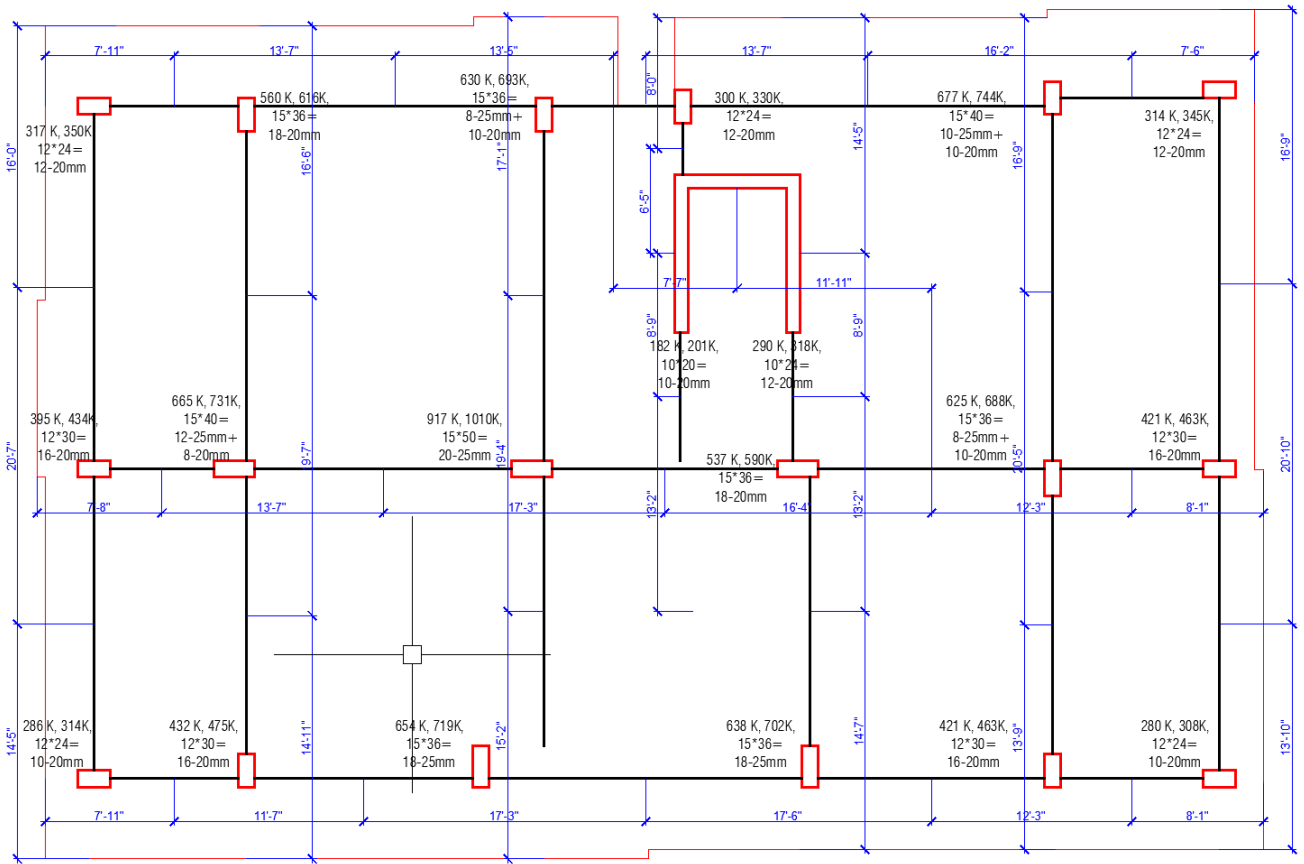 7'-11"
13'-7"
13'-5"
13'-7"
16'-2"
7'-6"
8'-0"
317 K, 350K
12*24=
12-20mm
560 K, 616K,
15*36=
18-20mm
630 K, 693K,
15*36=
8-25mm+
10-20mm
300 K, 330K,
12*24=
12-20mm
677 K, 744K,
15*40=
10-25mm+
10-20mm
314 K, 345K,
12*24=
12-20mm
16'-0"
16'-6"
17'-1"
14'-5"
16'-9"
16'-9"
6'-5"
7'-7"
11'-11"
8'-9"
8'-9"
182 K, 201K,
10*20=
10-20mm
290 K, 318K,
10*24=
12-20mm
395 K, 434K,
12*30=
16-20mm
665 K, 731K,
15*40=
12-25mm+
8-20mm
917 K, 1010K,
15*50=
20-25mm
537 K, 590K,
15*36=
18-20mm
625 K, 688K,
15*36=
8-25mm+
10-20mm
421 K, 463K,
12*30=
16-20mm
20'-7"
19'-4"
20'-5"
20'-10"
13'-2"
13'-2"
7'-8"
13'-7"
17'-3"
16'-4"
12'-3"
8'-1"
286 K, 314K,
12*24=
10-20mm
432 K, 475K,
12*30=
16-20mm
654 K, 719K,
15*36=
18-25mm
638 K, 702K,
15*36=
18-25mm
421 K, 463K,
12*30=
16-20mm
280 K, 308K,
12*24=
10-20mm
14'-5"
14'-11"
15'-2"
14'-7"
13'-9"
13'-10"
7'-11"
11'-7"
17'-3"
17'-6"
12'-3"
8'-1"